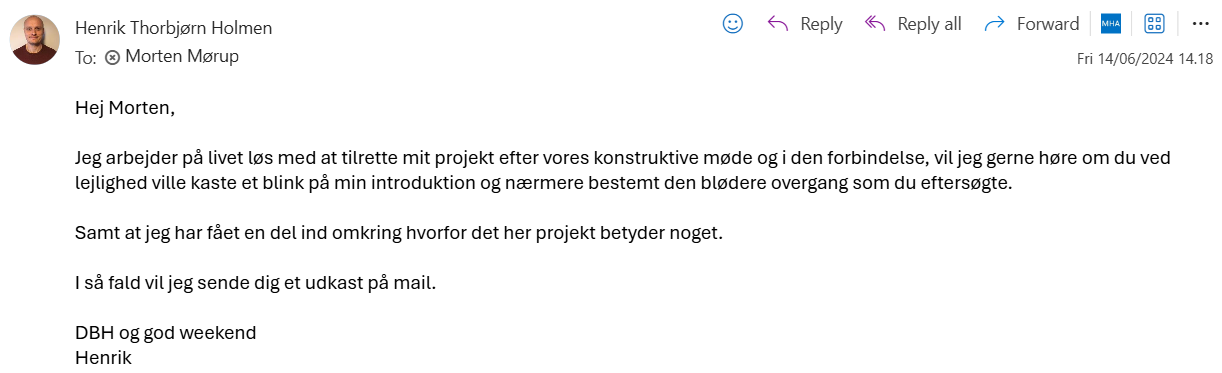 Henrik Thorbjørn Holmen
Reply
Reply all
Forward
MHA
To: Morten Mørup
Fri 14/06/2024 14.18
Hej Morten,
Jeg arbejder på livet løs med at tilrette mit projekt efter vores konstruktive møde og i den forbindelse, vil jeg gerne høre om du ved
lejlighed ville kaste et blink på min introduktion og nærmere bestemt den blødere overgang som du eftersøgte.
Samt at jeg har fået en del ind omkring hvorfor det her projekt betyder noget.
I så fald vil jeg sende dig et udkast på mail.
DBH og god weekend
Henrik